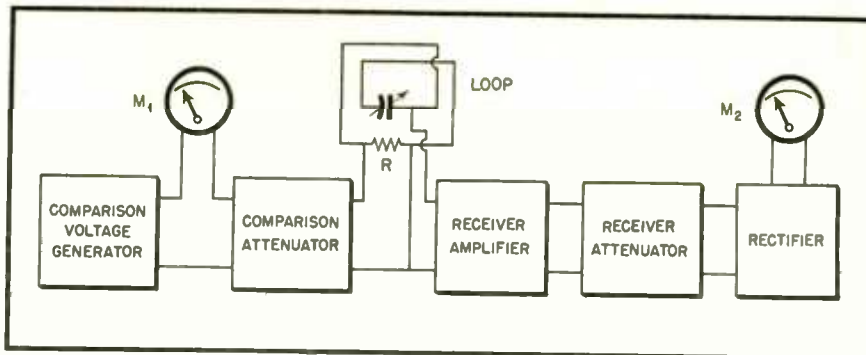 M1
LOOP
M2
R
COMPARISON
VOLTAGE
GENERATOR
COMPARISON
ATTENUATOR
RECEIVER
AMPLIFIER
RECEIVER
ATTENUATOR
RECTIFIER